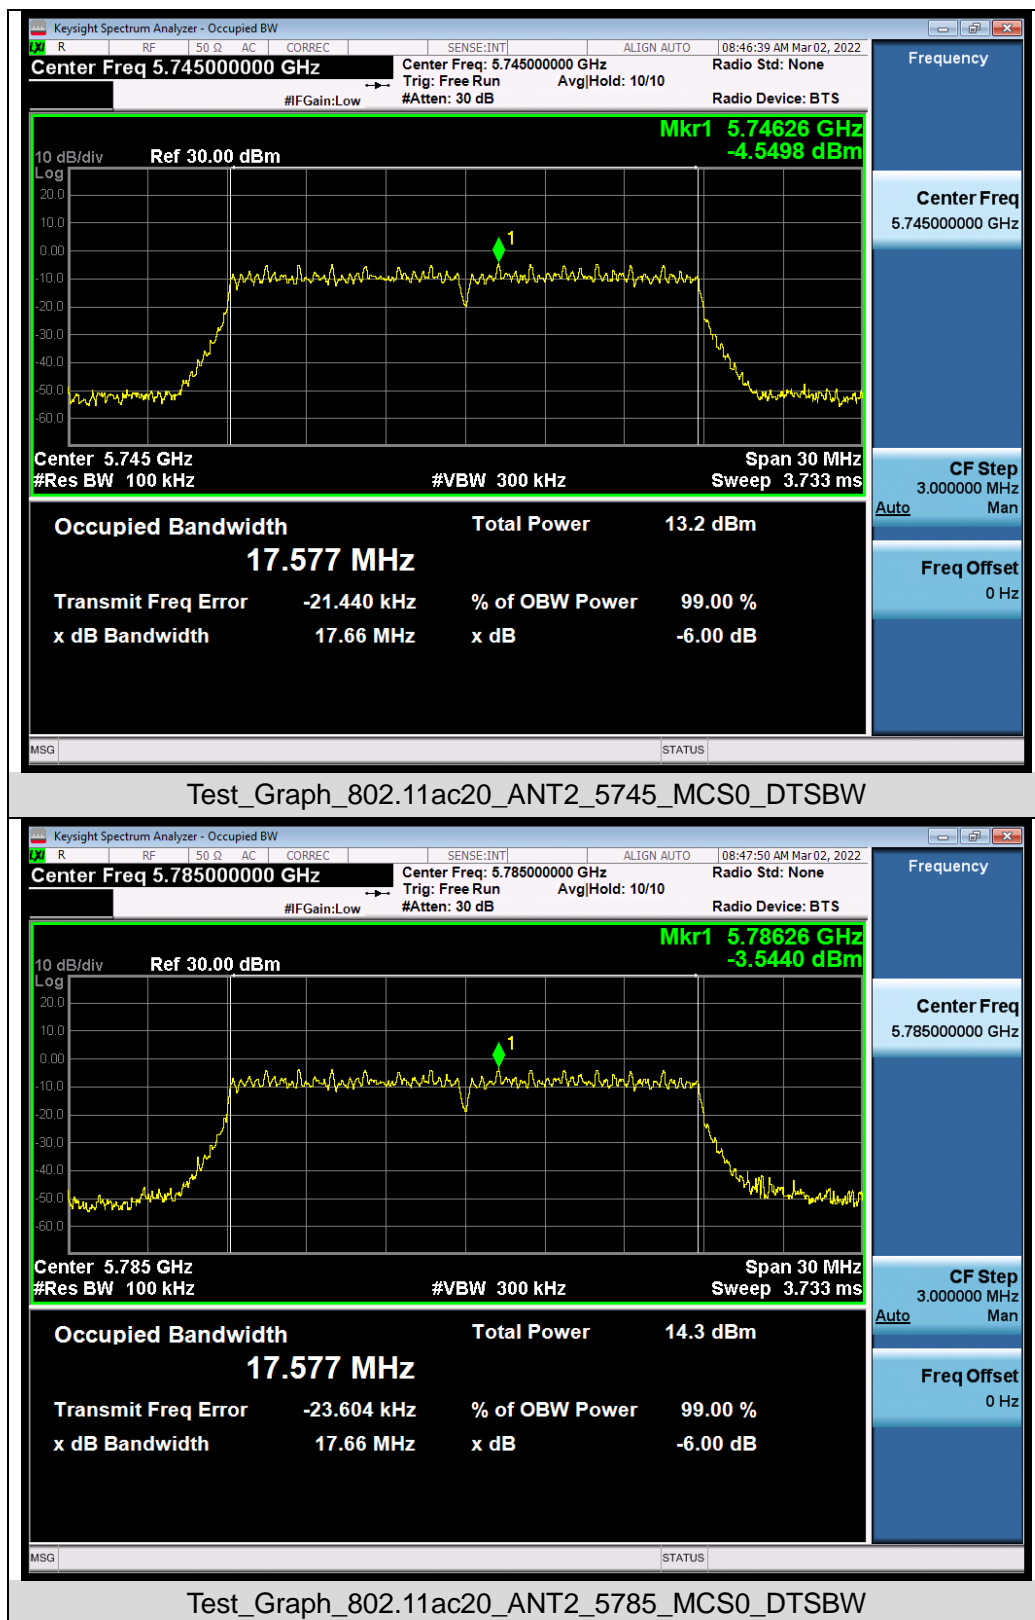 Keysight Spectrum Analyzer - Occupied BW
LXI R RF 50 Ω AC CORREC SENSE:INT ALIGN AUTO 08:46:39 AM Mar 02, 2022
Center Freq 5.745000000 GHz
Center Freq: 5.745000000 GHz
Radio Std: None
Trig: Free Run Avg|Hold: 10/10
#IFGain:Low
#Atten: 30 dB
Radio Device: BTS
Frequency
Mkr1 5.74626 GHz
-4.5498 dBm
10 dB/div Ref 30.00 dBm
Log
20.0
10.0
0.00
-10.0
-20.0
-30.0
-40.0
-50.0
-60.0
1
Center 5.745 GHz Span 30 MHz
#Res BW 100 kHz #VBW 300 kHz Sweep 3.733 ms
Center Freq
5.745000000 GHz
CF Step
3.000000 MHz
Auto Man
Freq Offset
0 Hz
Occupied Bandwidth Total Power 13.2 dBm
17.577 MHz
Transmit Freq Error -21.440 kHz % of OBW Power 99.00 %
x dB Bandwidth 17.66 MHz x dB -6.00 dB
MSG STATUS
Test_Graph_802.11ac20_ANT2_5745_MCS0_DTSBW
Keysight Spectrum Analyzer - Occupied BW
LXI R RF 50 Ω AC CORREC SENSE:INT ALIGN AUTO 08:47:50 AM Mar 02, 2022
Center Freq 5.785000000 GHz
Center Freq: 5.785000000 GHz
Radio Std: None
Trig: Free Run Avg|Hold: 10/10
#IFGain:Low
#Atten: 30 dB
Radio Device: BTS
Frequency
Mkr1 5.78626 GHz
-3.5440 dBm
10 dB/div Ref 30.00 dBm
Log
20.0
10.0
0.00
-10.0
-20.0
-30.0
-40.0
-50.0
-60.0
1
Center 5.785 GHz Span 30 MHz
#Res BW 100 kHz #VBW 300 kHz Sweep 3.733 ms
Center Freq
5.785000000 GHz
CF Step
3.000000 MHz
Auto Man
Freq Offset
0 Hz
Occupied Bandwidth Total Power 14.3 dBm
17.577 MHz
Transmit Freq Error -23.604 kHz % of OBW Power 99.00 %
x dB Bandwidth 17.66 MHz x dB -6.00 dB
MSG STATUS
Test_Graph_802.11ac20_ANT2_5785_MCS0_DTSBW